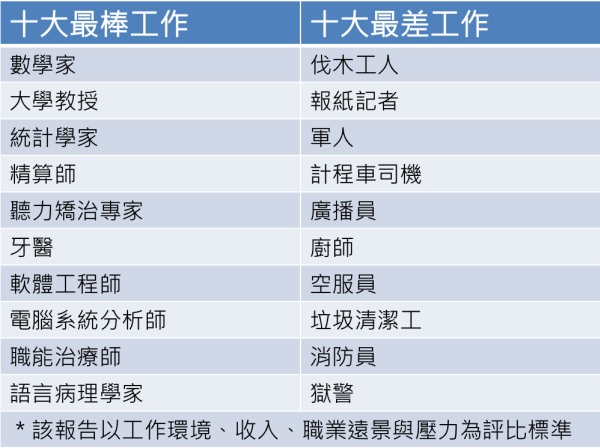 十大最棒工作 十大最差工作
數學家 伐木工人
大學教授 報紙記者
統計學家 軍人
精算師 計程車司機
聽力矯治專家 廣播員
牙醫 廚師
軟體工程師 空服員
電腦系統分析師 垃圾清潔工
職能治療師 消防員
語言病理學家 獄警
* 該報告以工作環境、收入、職業遠景與壓力為評比標準